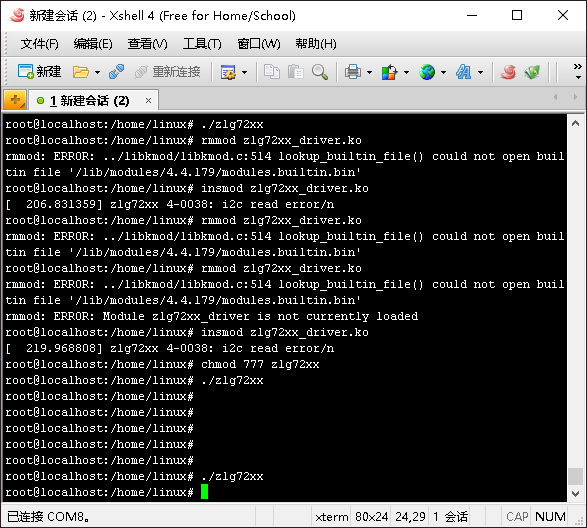 新建会话 (2) - Xshell 4 (Free for Home/School)
文件(F) 编辑(E) 查看(V) 工具(T) 窗口(W) 帮助(H)
新建 重新连接
1 新建会话 (2)
root@localhost:/home/linux# ./zlg72xx
root@localhost:/home/linux# rmmod zlg72xx_driver.ko
rmmod: ERROR: ../libkmod/libkmod.c:514 lookup_builtin_file() could not open buil
tin file '/lib/modules/4.4.179/modules.builtin.bin'
root@localhost:/home/linux# insmod zlg72xx_driver.ko
[  206.831359] zlg72xx 4-0038: i2c read error/n
root@localhost:/home/linux# rmmod zlg72xx_driver.ko
rmmod: ERROR: ../libkmod/libkmod.c:514 lookup_builtin_file() could not open buil
tin file '/lib/modules/4.4.179/modules.builtin.bin'
root@localhost:/home/linux# rmmod zlg72xx_driver.ko
rmmod: ERROR: ../libkmod/libkmod.c:514 lookup_builtin_file() could not open buil
tin file '/lib/modules/4.4.179/modules.builtin.bin'
rmmod: ERROR: Module zlg72xx_driver is not currently loaded
root@localhost:/home/linux# insmod zlg72xx_driver.ko
[  219.968808] zlg72xx 4-0038: i2c read error/n
root@localhost:/home/linux# chmod 777 zlg72xx
root@localhost:/home/linux# ./zlg72xx
root@localhost:/home/linux#
root@localhost:/home/linux#
root@localhost:/home/linux#
root@localhost:/home/linux#
root@localhost:/home/linux#
root@localhost:/home/linux# ./zlg72xx
root@localhost:/home/linux#
已连接 COM8。 xterm 80x24 24,29 1 会话 CAP NUM